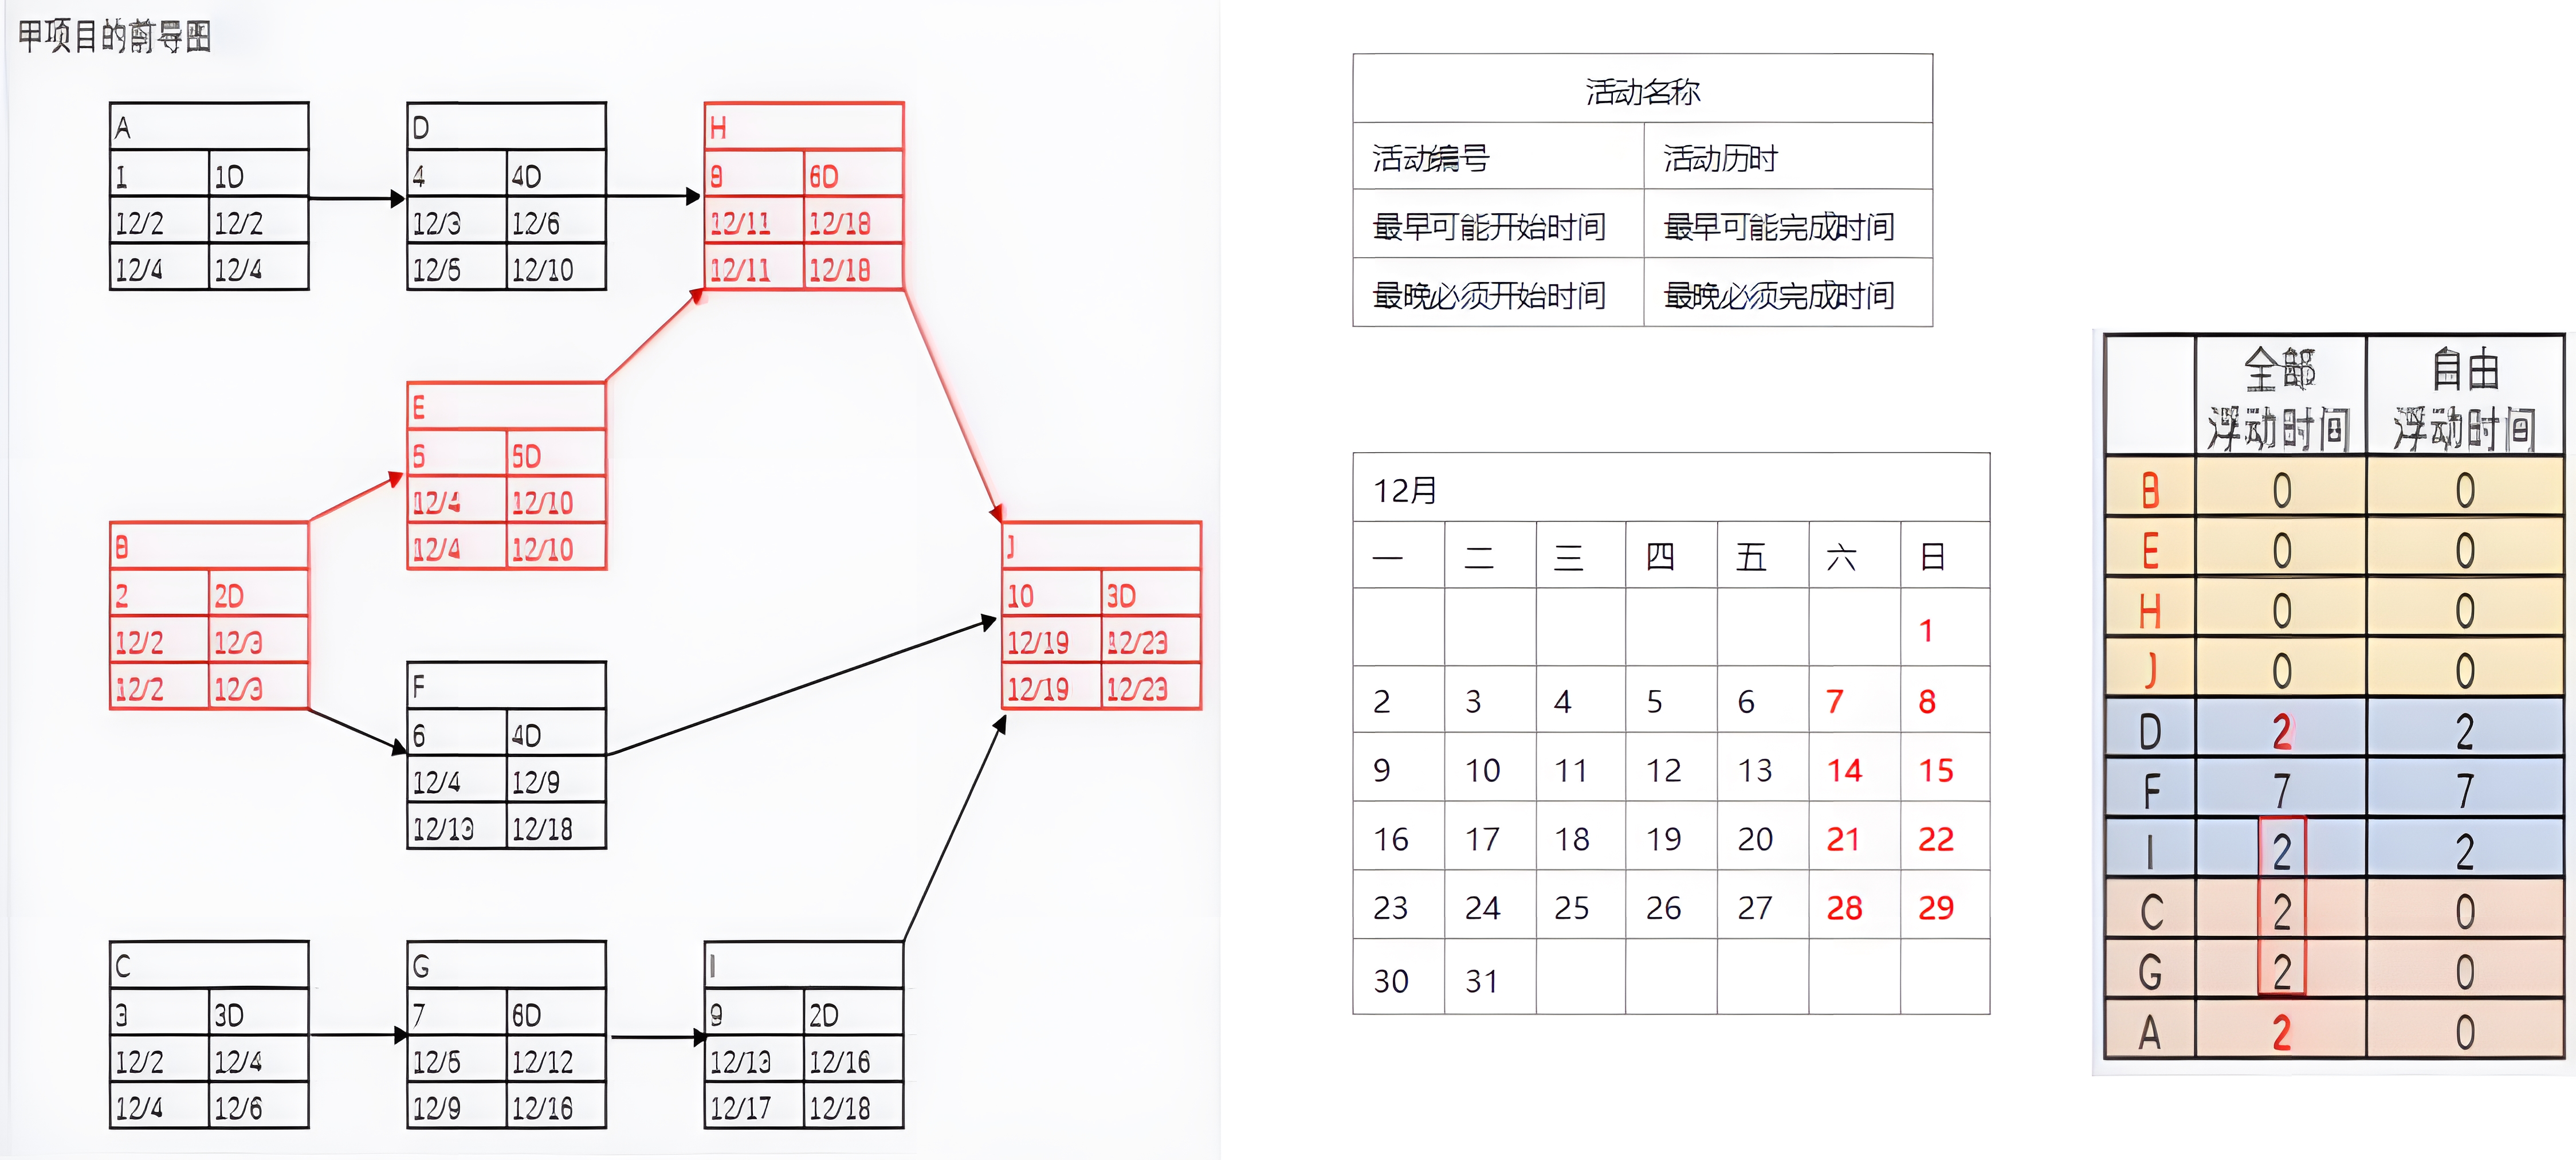 甲项目的前导图
A
1 1D
12/2 12/2
12/4 12/4
D
4 4D
12/3 12/6
12/5 12/10
H
8 6D
12/11 12/18
12/11 12/18
E
5 5D
12/4 12/10
12/4 12/10
B
2 2D
12/2 12/3
12/2 12/3
F
6 4D
12/4 12/9
12/13 12/18
J
10 3D
12/19 12/23
12/19 12/23
C
3 3D
12/2 12/4
12/4 12/6
G
7 6D
12/5 12/12
12/9 12/16
I
9 2D
12/13 12/16
12/17 12/18
活动名称
活动编号 活动历时
最早可能开始时间 最早可能完成时间
最晚必须开始时间 最晚必须完成时间
12月
一 二 三 四 五 六 日
1
2 3 4 5 6 7 8
9 10 11 12 13 14 15
16 17 18 19 20 21 22
23 24 25 26 27 28 29
30 31
全部 自由
浮动时间 浮动时间
B 0 0
E 0 0
H 0 0
J 0 0
D 2 2
F 7 7
I 2 2
C 2 0
G 2 0
A 2 0